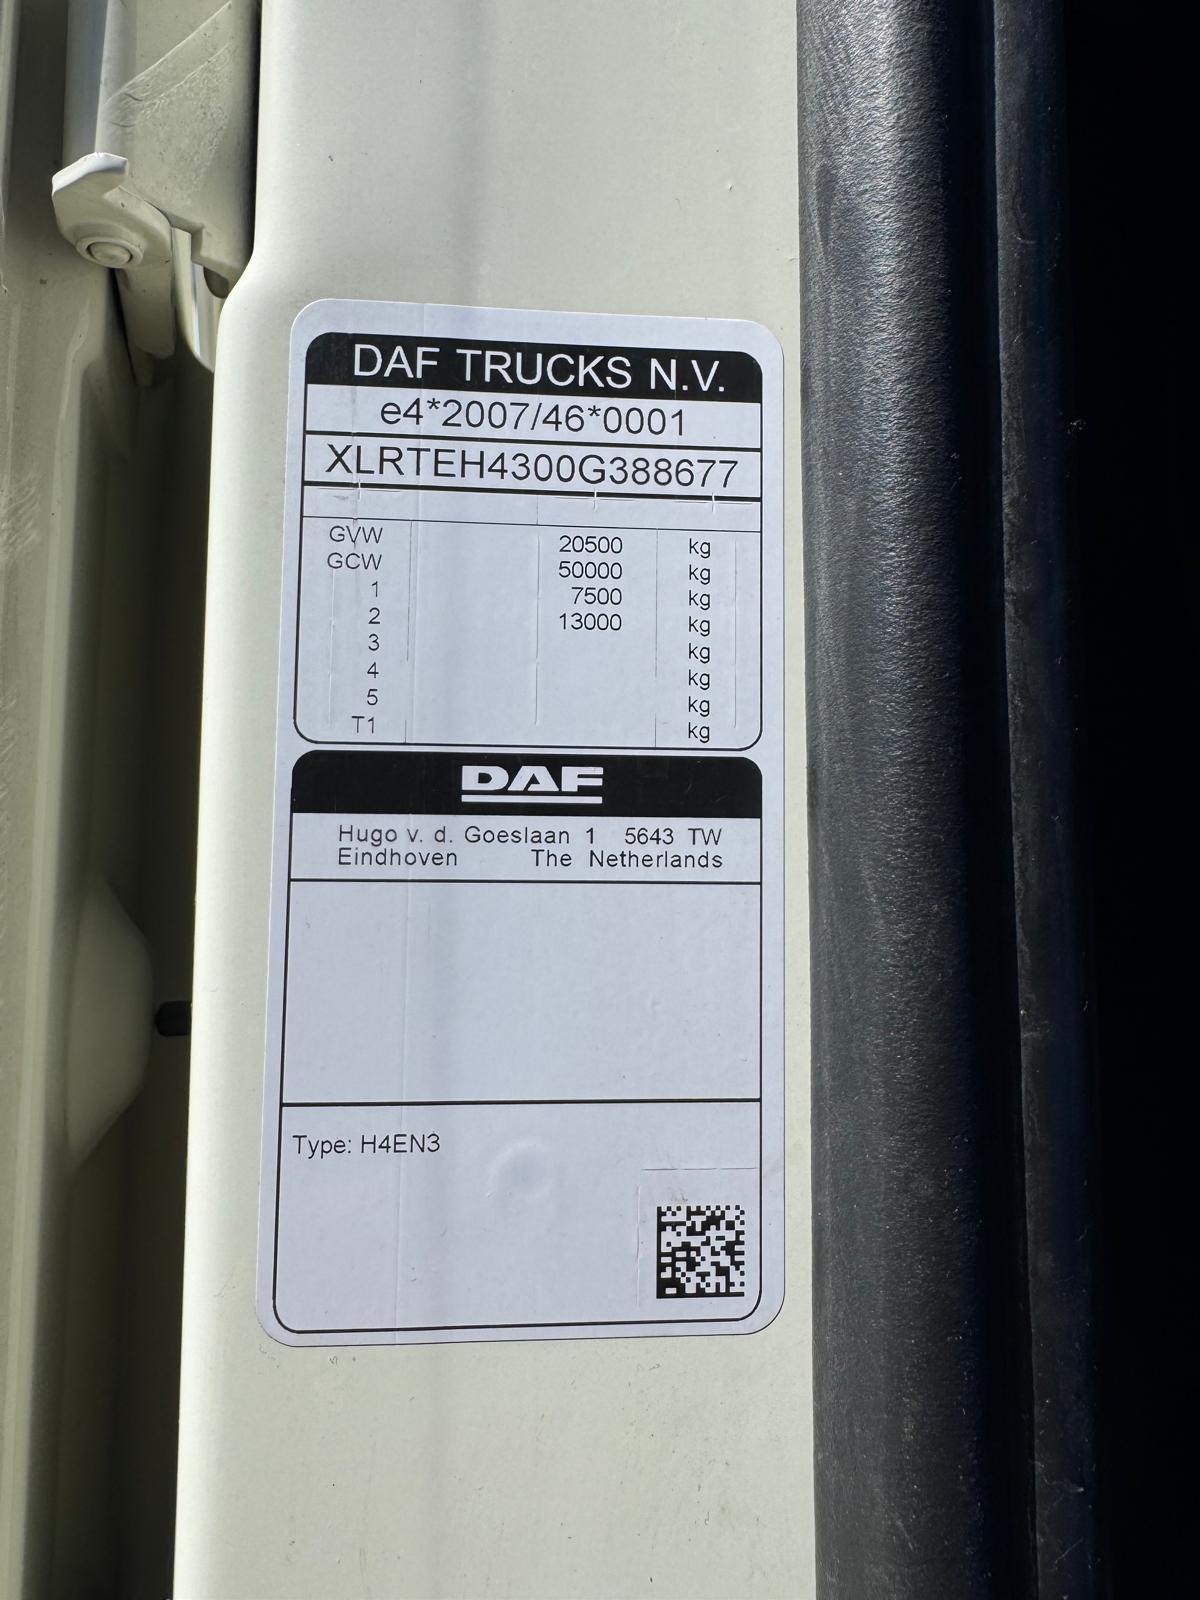 DAF TRUCKS N.V.
e4*2007/46*0001
XLRTEH4300G388677
GVW 20500 kg
GCW 50000 kg
1 7500 kg
2 13000 kg
3 kg
4 kg
5 kg
T1 kg
DAF
Hugo v. d. Goeslaan 1 5643 TW
Eindhoven The Netherlands
Type: H4EN3